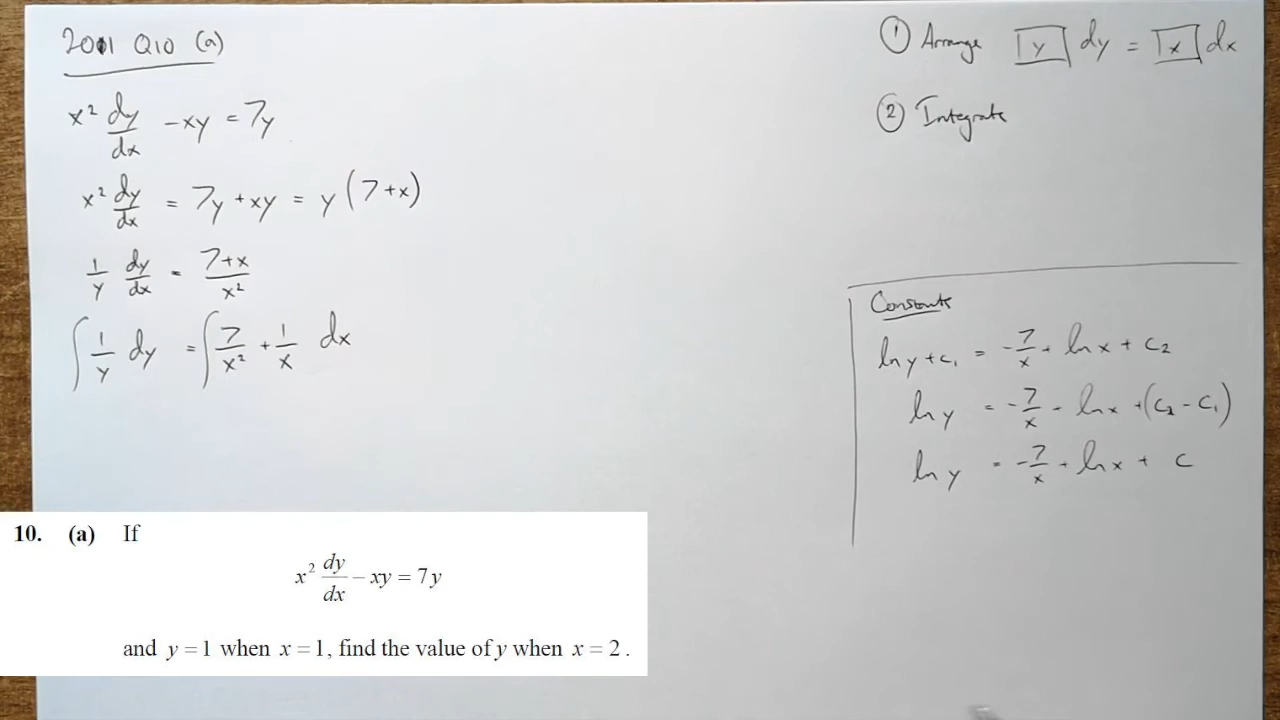 2011 Q10 (a)
x² dy/dx - xy = 7y
x² dy/dx = 7y + xy = y(7+x)
1/y dy/dx = 7+x/x²
∫ 1/y dy = ∫ 7/x² + 1/x dx
① Arrange [y] dy = [x] dx
② Integrate
Constants
ln y + c₁ = -7/x + ln x + c₂
ln y = -7/x + ln x + (c₂ - c₁)
ln y = -7/x + ln x + c
10. (a) If
x² dy/dx - xy = 7y
and y = 1 when x = 1, find the value of y when x = 2.